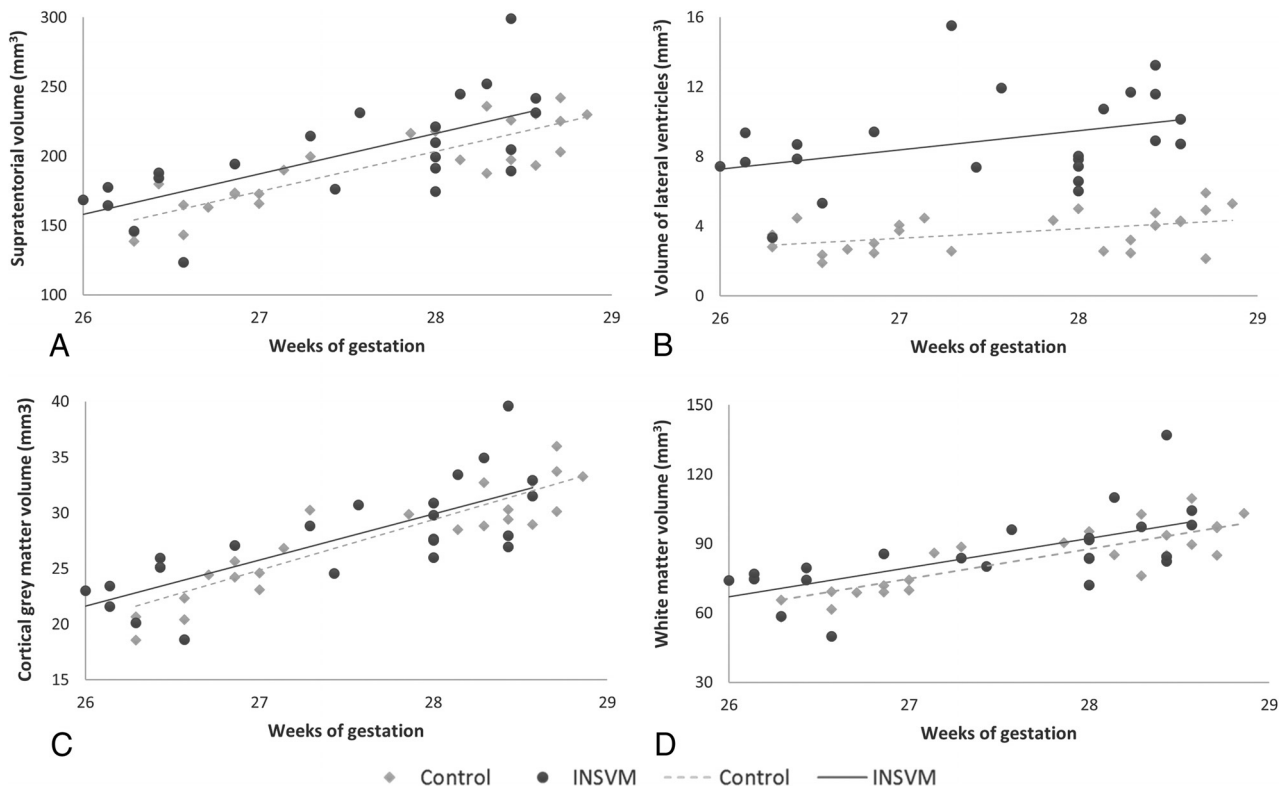 300
250
200
150
100
Supratentorial volume (mm³)
26 27 28 29
Weeks of gestation
A
16
12
8
4
0
Volume of lateral ventricles (mm³)
26 27 28 29
Weeks of gestation
B
40
35
30
25
20
15
Cortical grey matter volume (mm3)
26 27 28 29
Weeks of gestation
C
150
120
90
60
30
White matter volume (mm³)
26 27 28 29
Weeks of gestation
D
Control INSVM Control INSVM